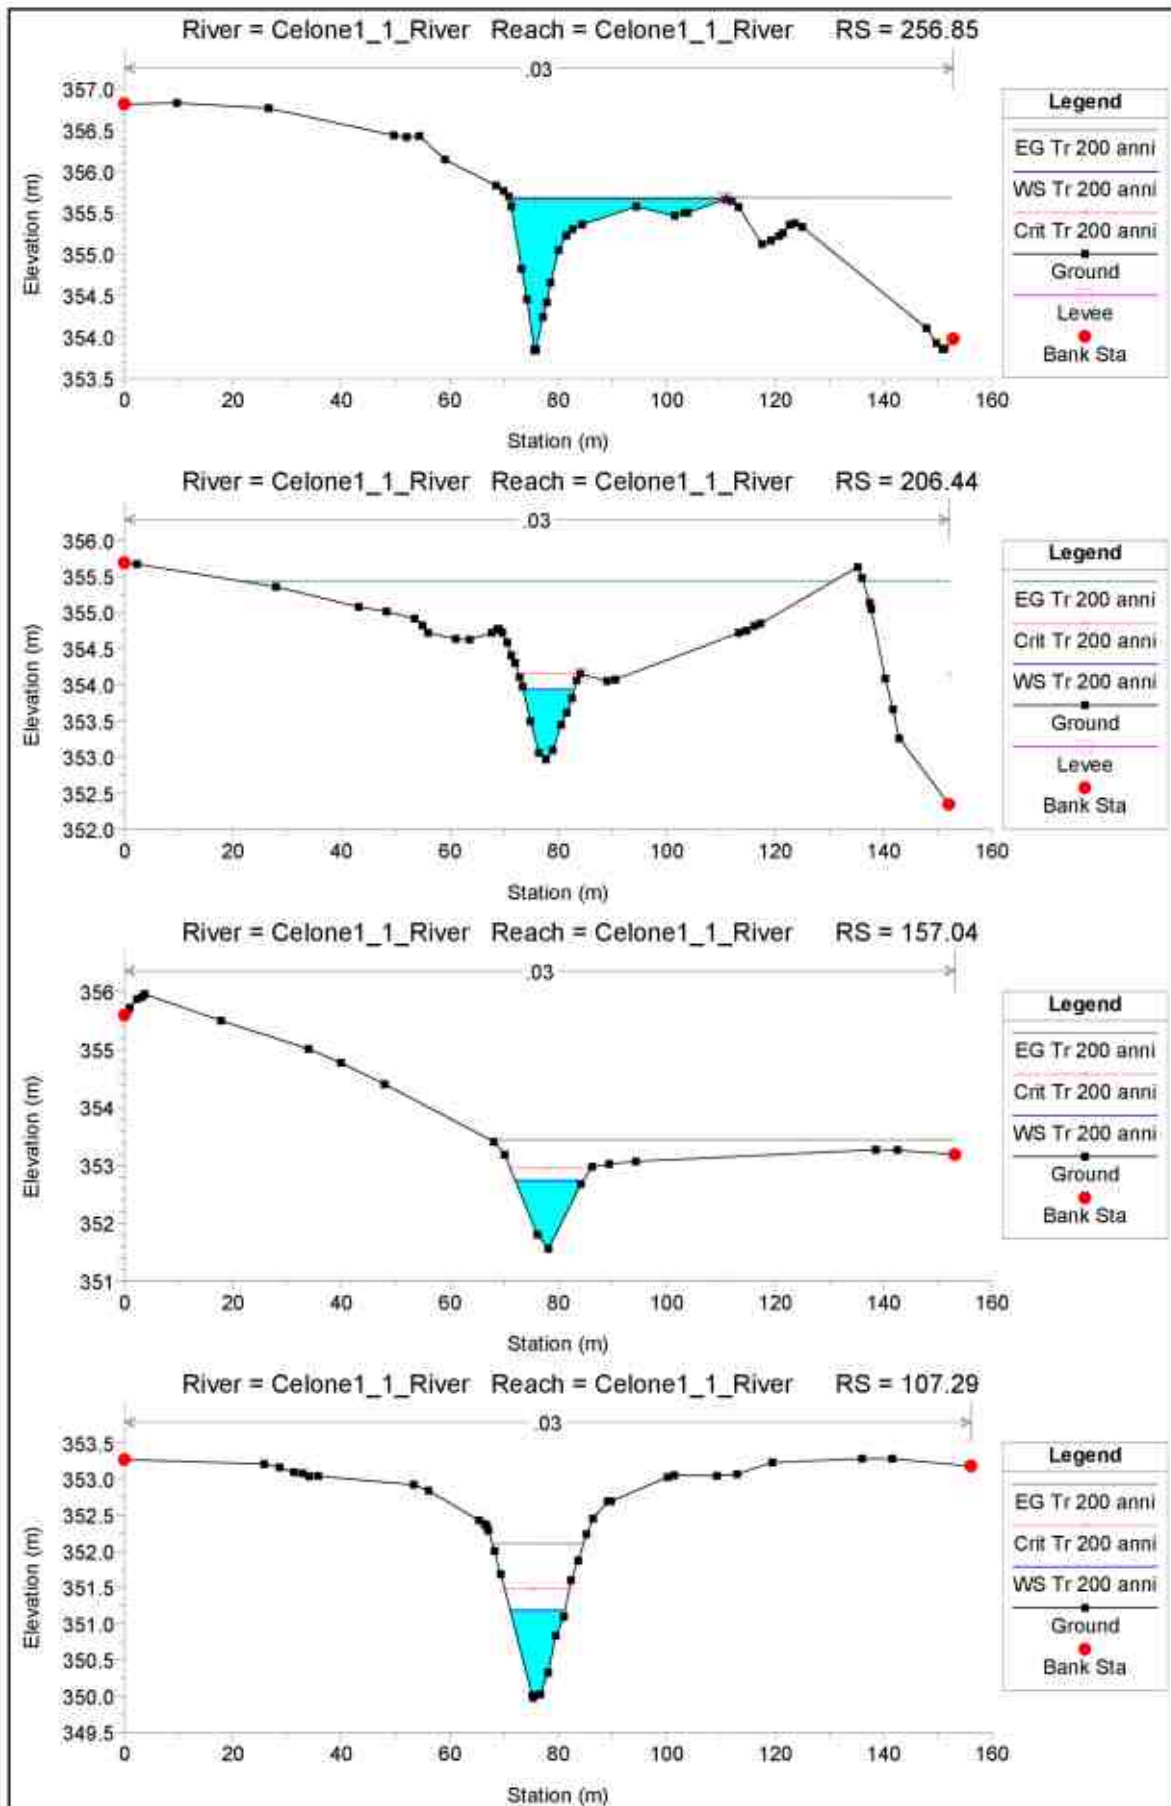 River = Celone1_1_River Reach = Celone1_1_River RS = 256.85
.03
357.0
356.5
356.0
355.5
355.0
354.5
354.0
353.5
Elevation (m)
0 20 40 60 80 100 120 140 160
Station (m)
Legend
EG Tr 200 anni
WS Tr 200 anni
Crit Tr 200 anni
Ground
Levee
Bank Sta
River = Celone1_1_River Reach = Celone1_1_River RS = 206.44
.03
356.0
355.5
355.0
354.5
354.0
353.5
353.0
352.5
352.0
Elevation (m)
0 20 40 60 80 100 120 140 160
Station (m)
Legend
EG Tr 200 anni
Crit Tr 200 anni
WS Tr 200 anni
Ground
Levee
Bank Sta
River = Celone1_1_River Reach = Celone1_1_River RS = 157.04
.03
356
355
354
353
352
351
Elevation (m)
0 20 40 60 80 100 120 140 160
Station (m)
Legend
EG Tr 200 anni
Crit Tr 200 anni
WS Tr 200 anni
Ground
Bank Sta
River = Celone1_1_River Reach = Celone1_1_River RS = 107.29
.03
353.5
353.0
352.5
352.0
351.5
351.0
350.5
350.0
349.5
Elevation (m)
0 20 40 60 80 100 120 140 160
Station (m)
Legend
EG Tr 200 anni
Crit Tr 200 anni
WS Tr 200 anni
Ground
Bank Sta